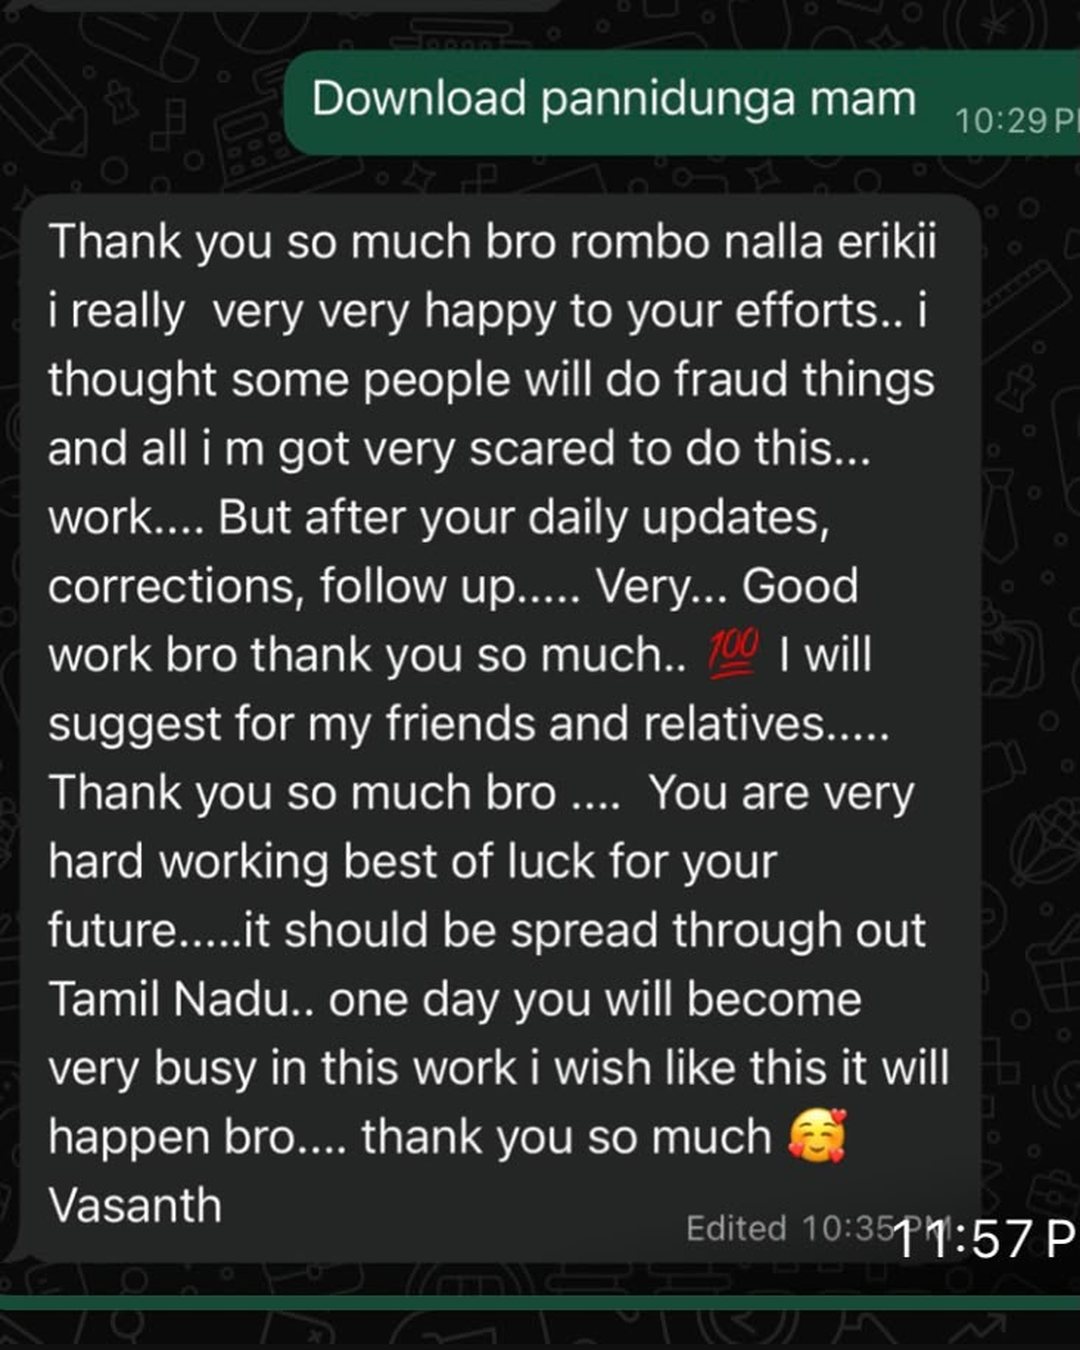 Download pannidunga mam
10:29 P
Thank you so much bro rombo nalla erikii
i really  very very happy to your efforts.. i
thought some people will do fraud things
and all i m got very scared to do this...
work.... But after your daily updates,
corrections, follow up..... Very... Good
work bro thank you so much.. 💯 I will
suggest for my friends and relatives.....
Thank you so much bro ....  You are very
hard working best of luck for your
future.....it should be spread through out
Tamil Nadu.. one day you will become
very busy in this work i wish like this it will
happen bro.... thank you so much 🥰
Vasanth
Edited 10:35 PM
11:57 P